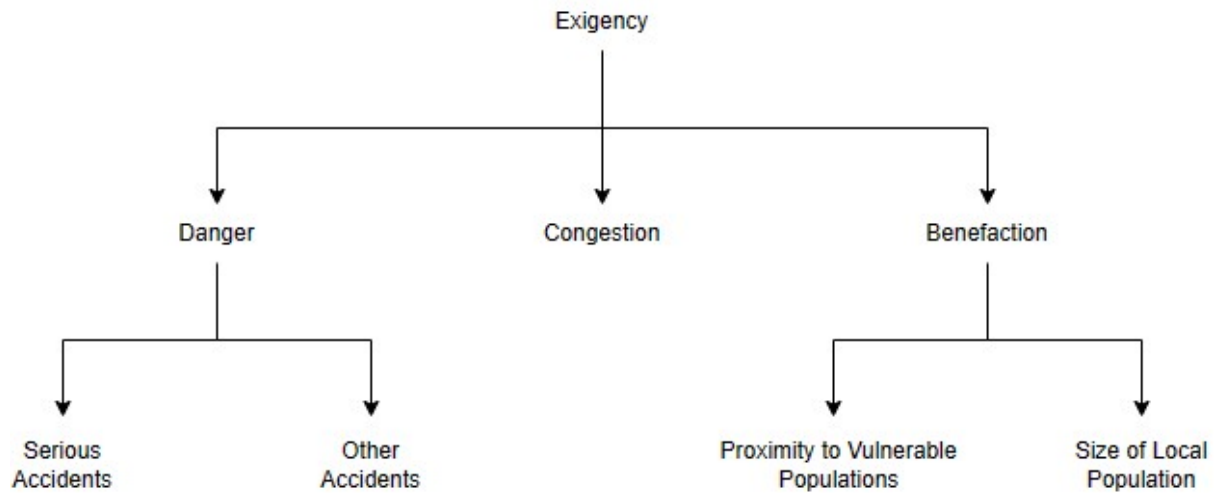 Exigency
Danger
Congestion
Benefaction
Serious
Accidents
Other
Accidents
Proximity to Vulnerable
Populations
Size of Local
Population